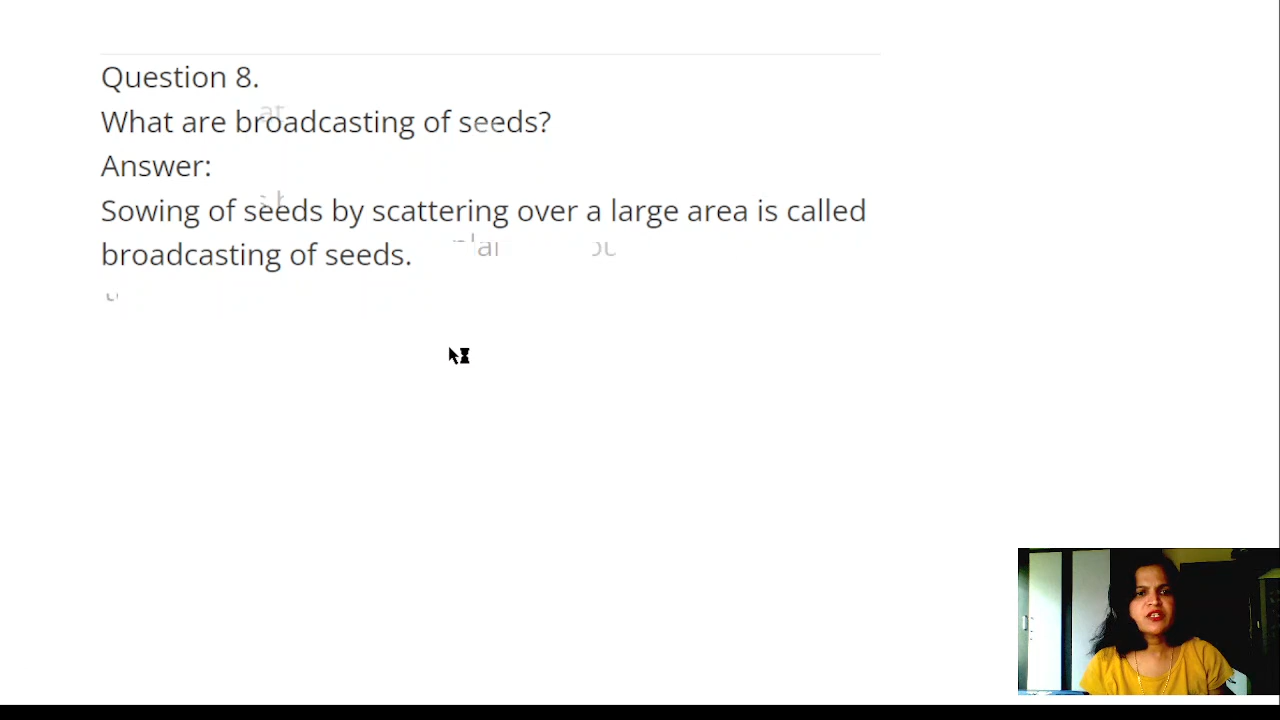 Question 8.
What are broadcasting of seeds?
Answer:
Sowing of seeds by scattering over a large area is called
broadcasting of seeds.